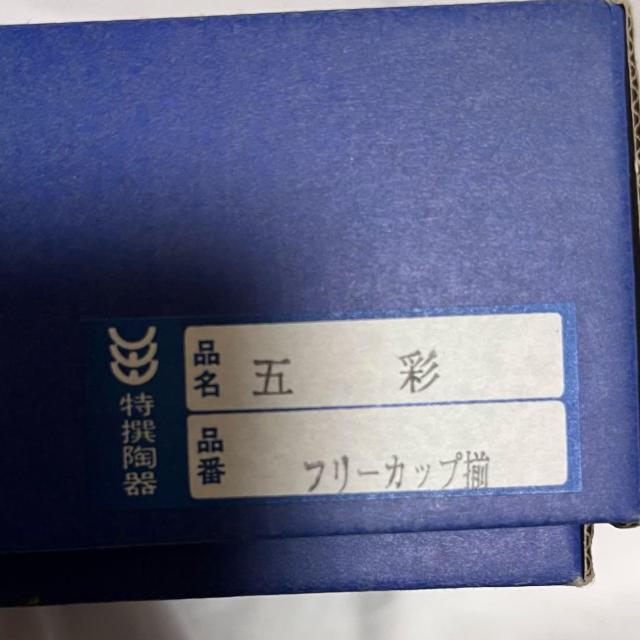 特撰陶器
品名 五彩
品番 フリーカップ揃